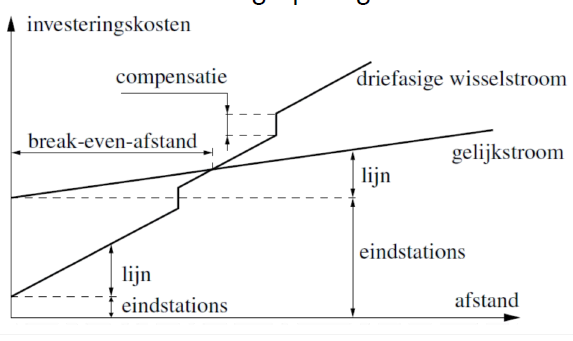 investeringskosten
compensatie
driefasige wisselstroom
break-even-afstand
gelijkstroom
lijn
eindstations
lijn
eindstations
afstand